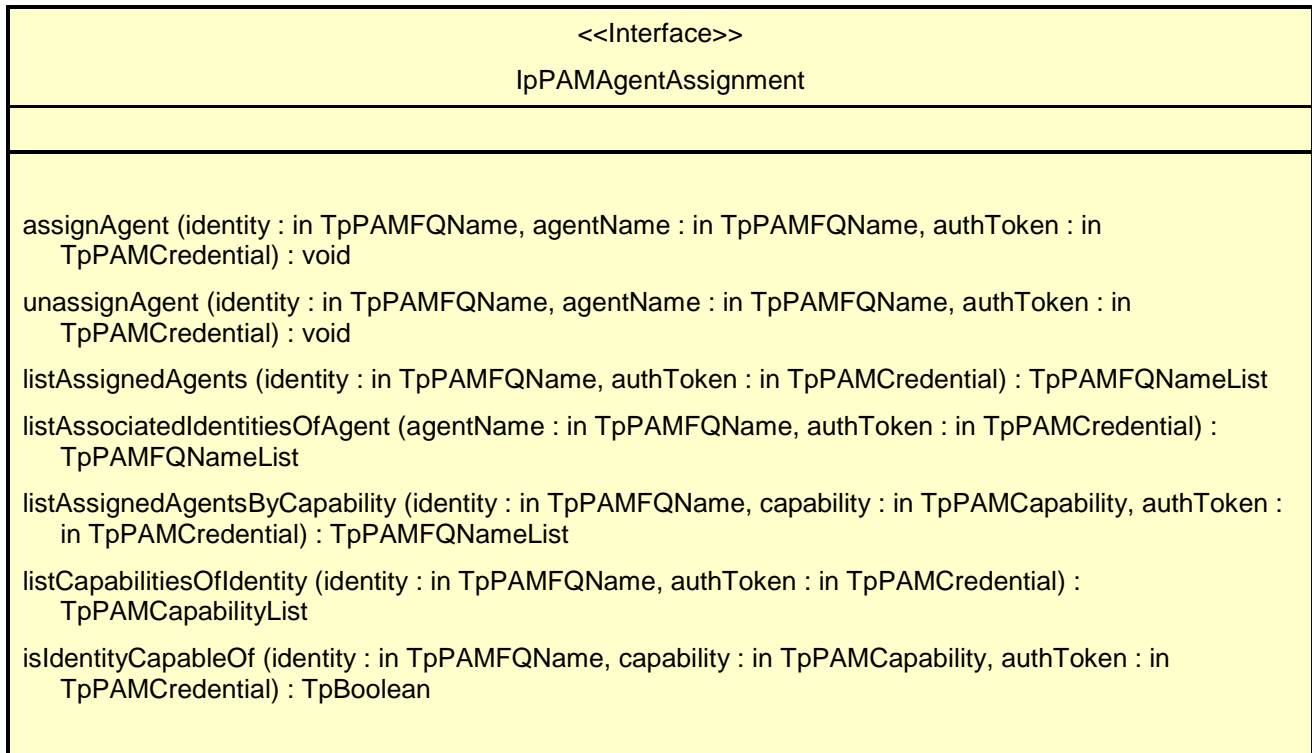 <<Interface>>
IpPAMAgentAssignment
assignAgent (identity : in TpPAMFQName, agentName : in TpPAMFQName, authToken : in
TpPAMCredential) : void
unassignAgent (identity : in TpPAMFQName, agentName : in TpPAMFQName, authToken : in
TpPAMCredential) : void
listAssignedAgents (identity : in TpPAMFQName, authToken : in TpPAMCredential) : TpPAMFQNameList
listAssociatedIdentitiesOfAgent (agentName : in TpPAMFQName, authToken : in TpPAMCredential) :
TpPAMFQNameList
listAssignedAgentsByCapability (identity : in TpPAMFQName, capability : in TpPAMCapability, authToken :
in TpPAMCredential) : TpPAMFQNameList
listCapabilitiesOfIdentity (identity : in TpPAMFQName, authToken : in TpPAMCredential) :
TpPAMCapabilityList
isIdentityCapableOf (identity : in TpPAMFQName, capability : in TpPAMCapability, authToken : in
TpPAMCredential) : TpBoolean